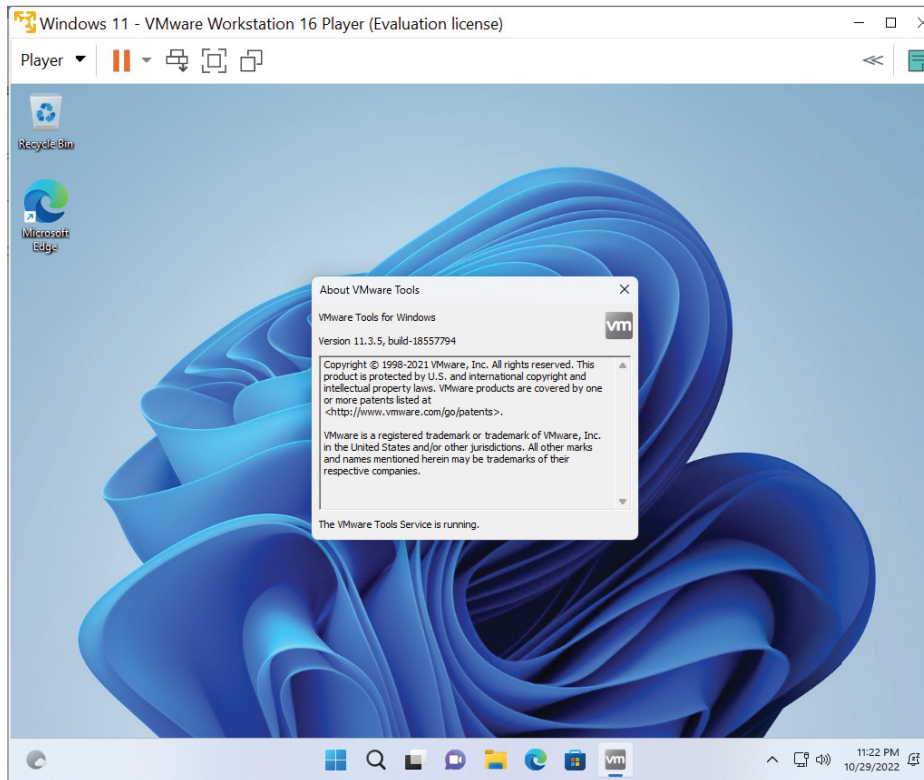 Windows 11 - VMware Workstation 16 Player (Evaluation license)
Player
Recycle Bin
Microsoft
Edge
About VMware Tools
VMware Tools for Windows
vm
Version 11.3.5, build-18557794
Copyright © 1998-2021 VMware, Inc. All rights reserved. This
product is protected by U.S. and international copyright and
intellectual property laws. VMware products are covered by one
or more patents listed at
<http://www.vmware.com/go/patents>.
VMware is a registered trademark or trademark of VMware, Inc.
in the United States and/or other jurisdictions. All other marks
and names mentioned herein may be trademarks of their
respective companies.
The VMware Tools Service is running.
vm
11:22 PM
10/29/2022